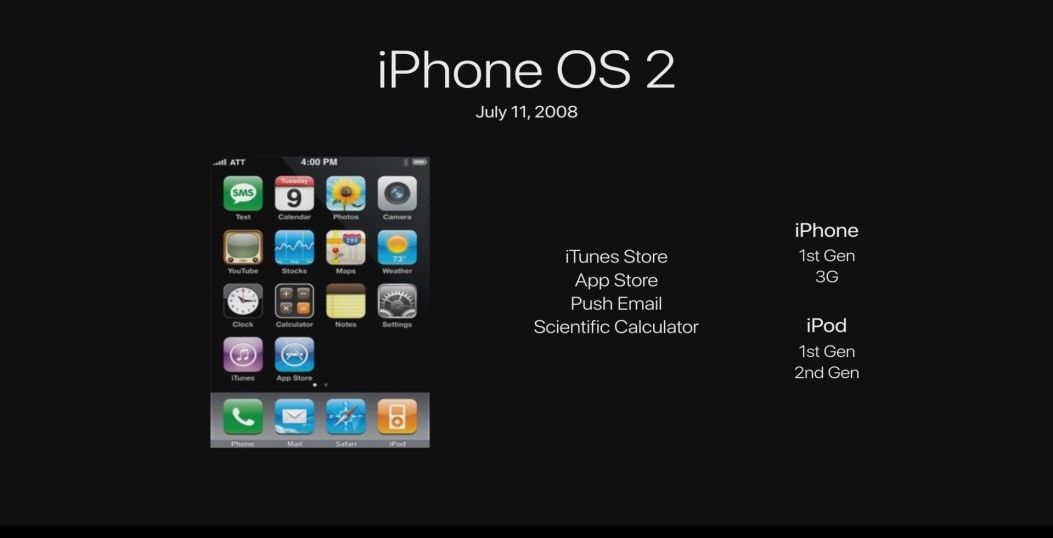 iPhone OS 2
July 11, 2008
ATT 4:00 PM
SMS Tuesday 9
Text Calendar Photos Camera
280 73°
YouTube Stocks Maps Weather
Clock Calculator Notes Settings
iTunes App Store
Phone Mail Safari iPod
iTunes Store
App Store
Push Email
Scientific Calculator
iPhone
1st Gen
3G
iPod
1st Gen
2nd Gen